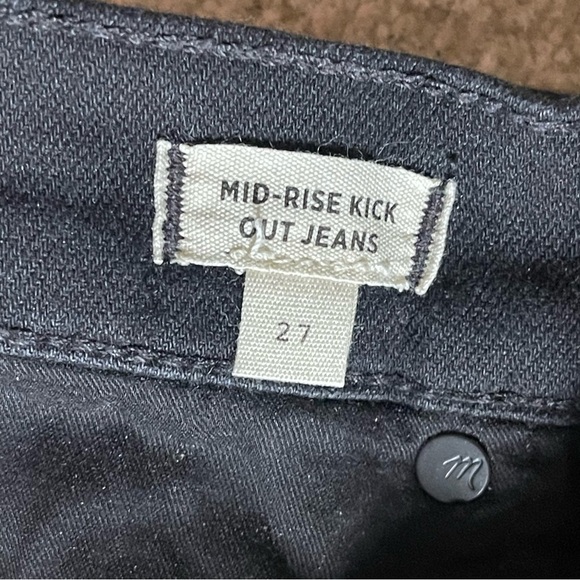 MID-RISE KICK
OUT JEANS
27
m